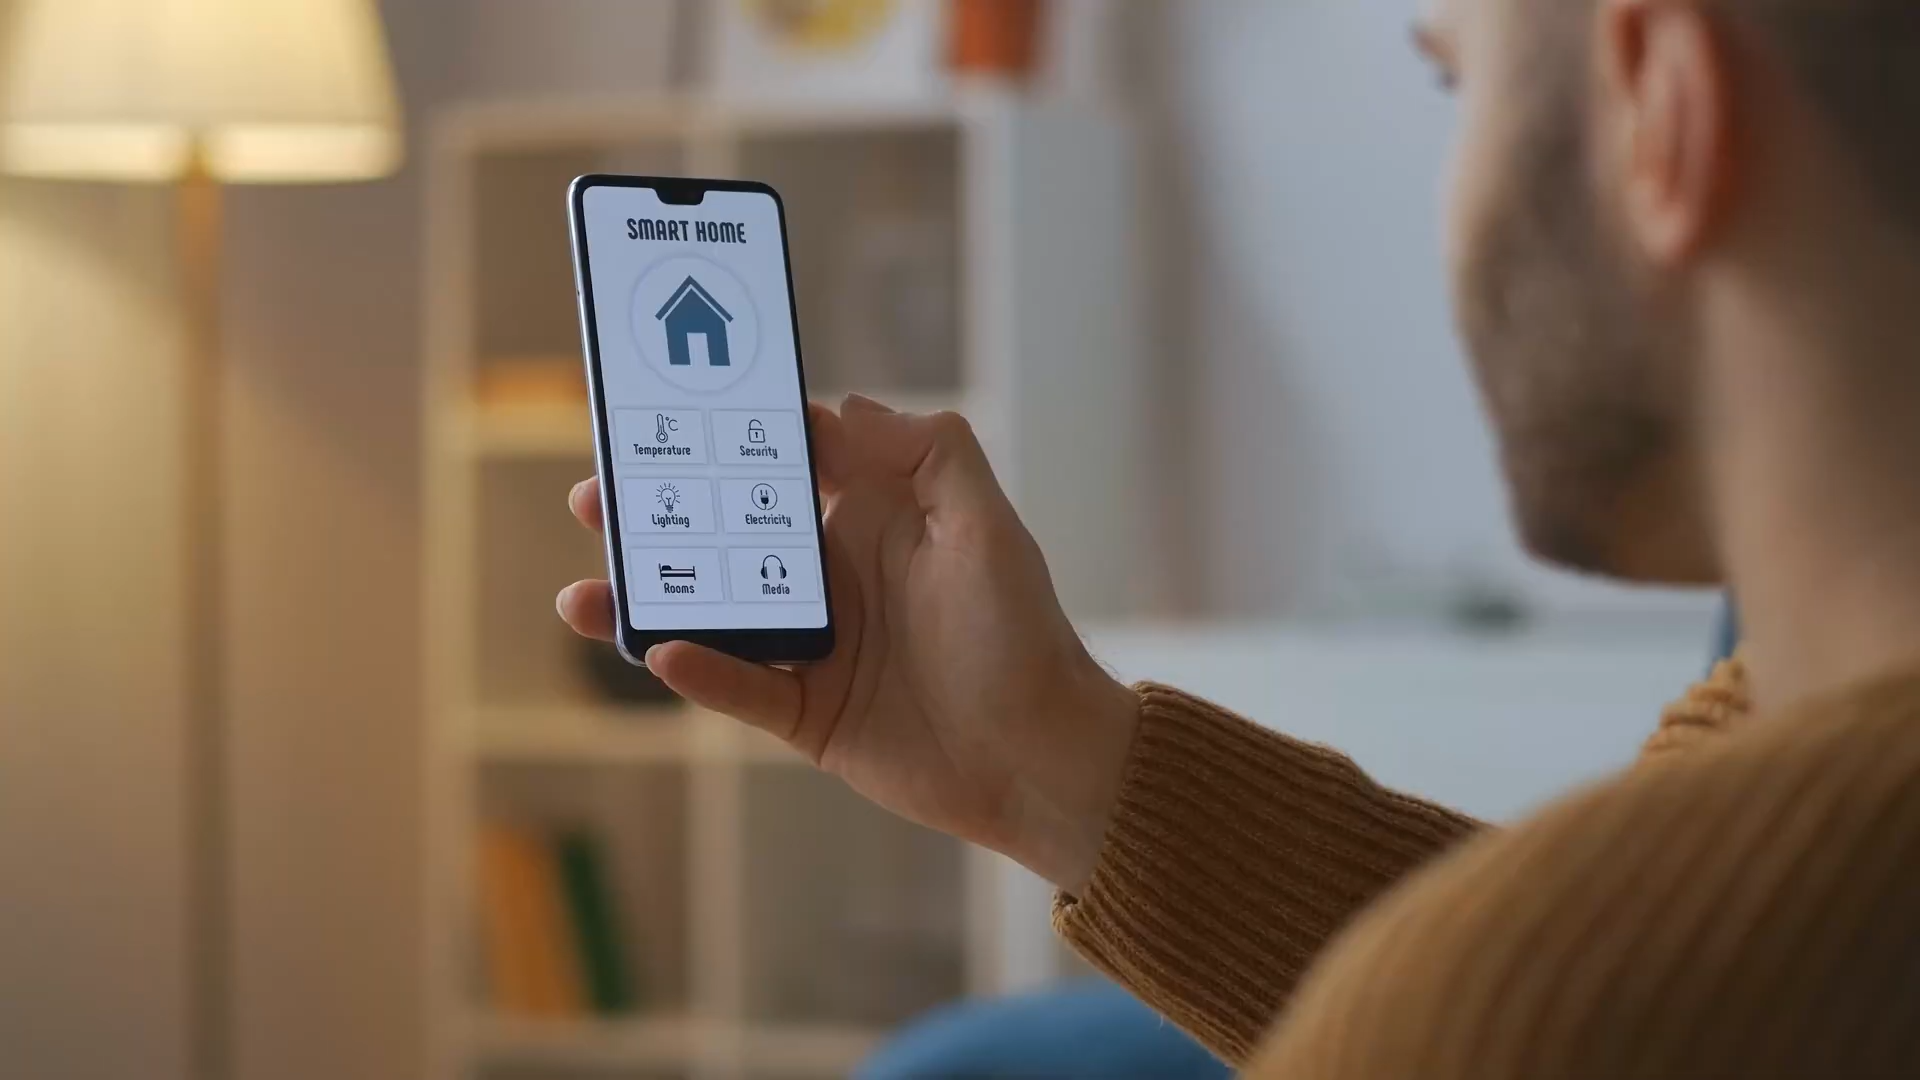 SMART HOME
°C
Temperature
Security
Lighting
Electricity
Rooms
Media